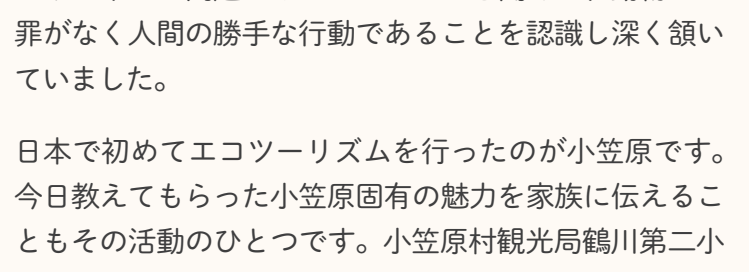 罪がなく人間の勝手な行動であることを認識し深く頷い
ていました。
日本で初めてエコツーリズムを行ったのが小笠原です。
今日教えてもらった小笠原固有の魅力を家族に伝えるこ
ともその活動のひとつです。小笠原村観光局鶴川第二小